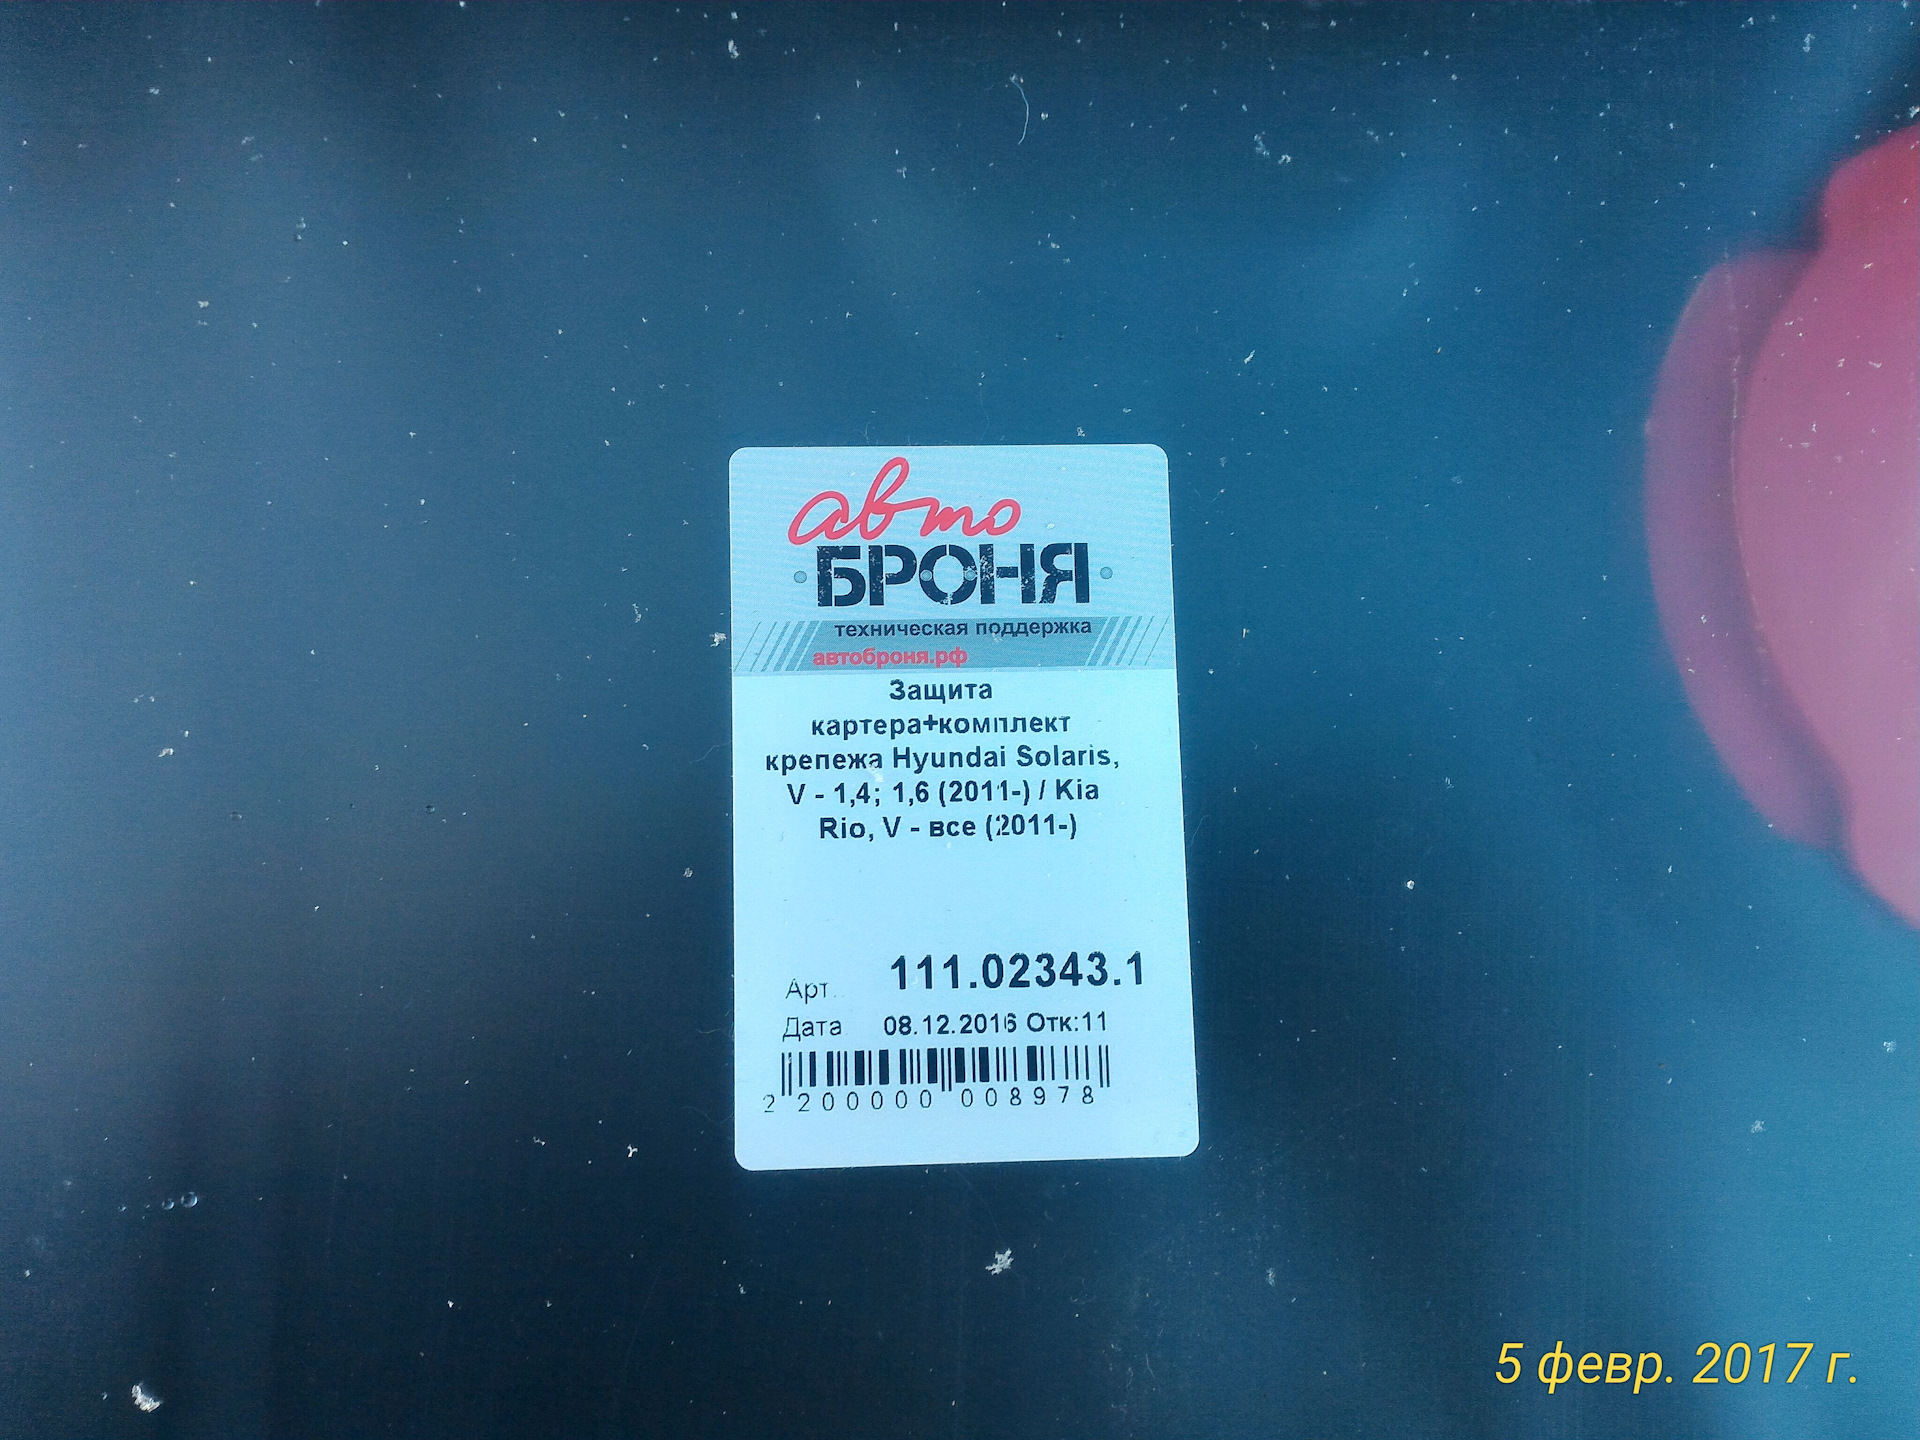 авто
БРОНЯ
техническая поддержка
автоброня.рф
Защита
картера+комплект
крепежа Hyundai Solaris,
V - 1,4; 1,6 (2011-) / Kia
Rio, V - все (2011-)
Арт. 111.02343.1
Дата 08.12.2016 Отк:11
2 200000 008978
5 февр. 2017 г.